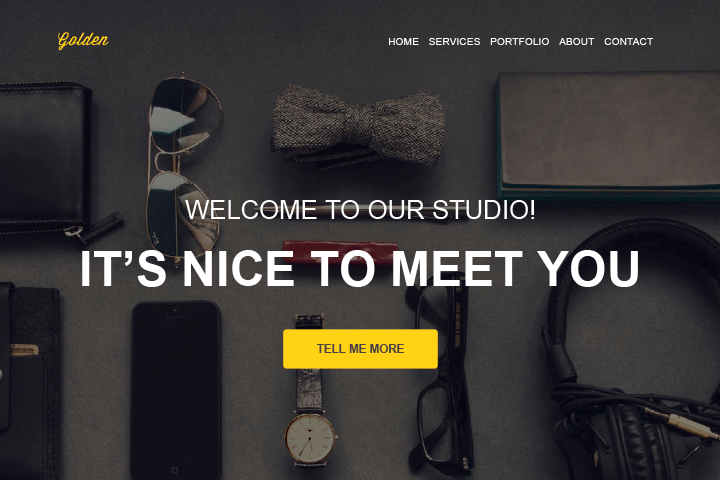 Golden
HOME SERVICES PORTFOLIO ABOUT CONTACT
WELCOME TO OUR STUDIO!
IT’S NICE TO MEET YOU
TELL ME MORE